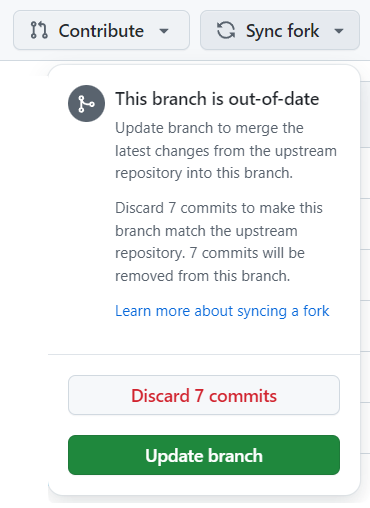 Contribute
Sync fork
This branch is out-of-date
Update branch to merge the
latest changes from the upstream
repository into this branch.
Discard 7 commits to make this
branch match the upstream
repository. 7 commits will be
removed from this branch.
Learn more about syncing a fork
Discard 7 commits
Update branch